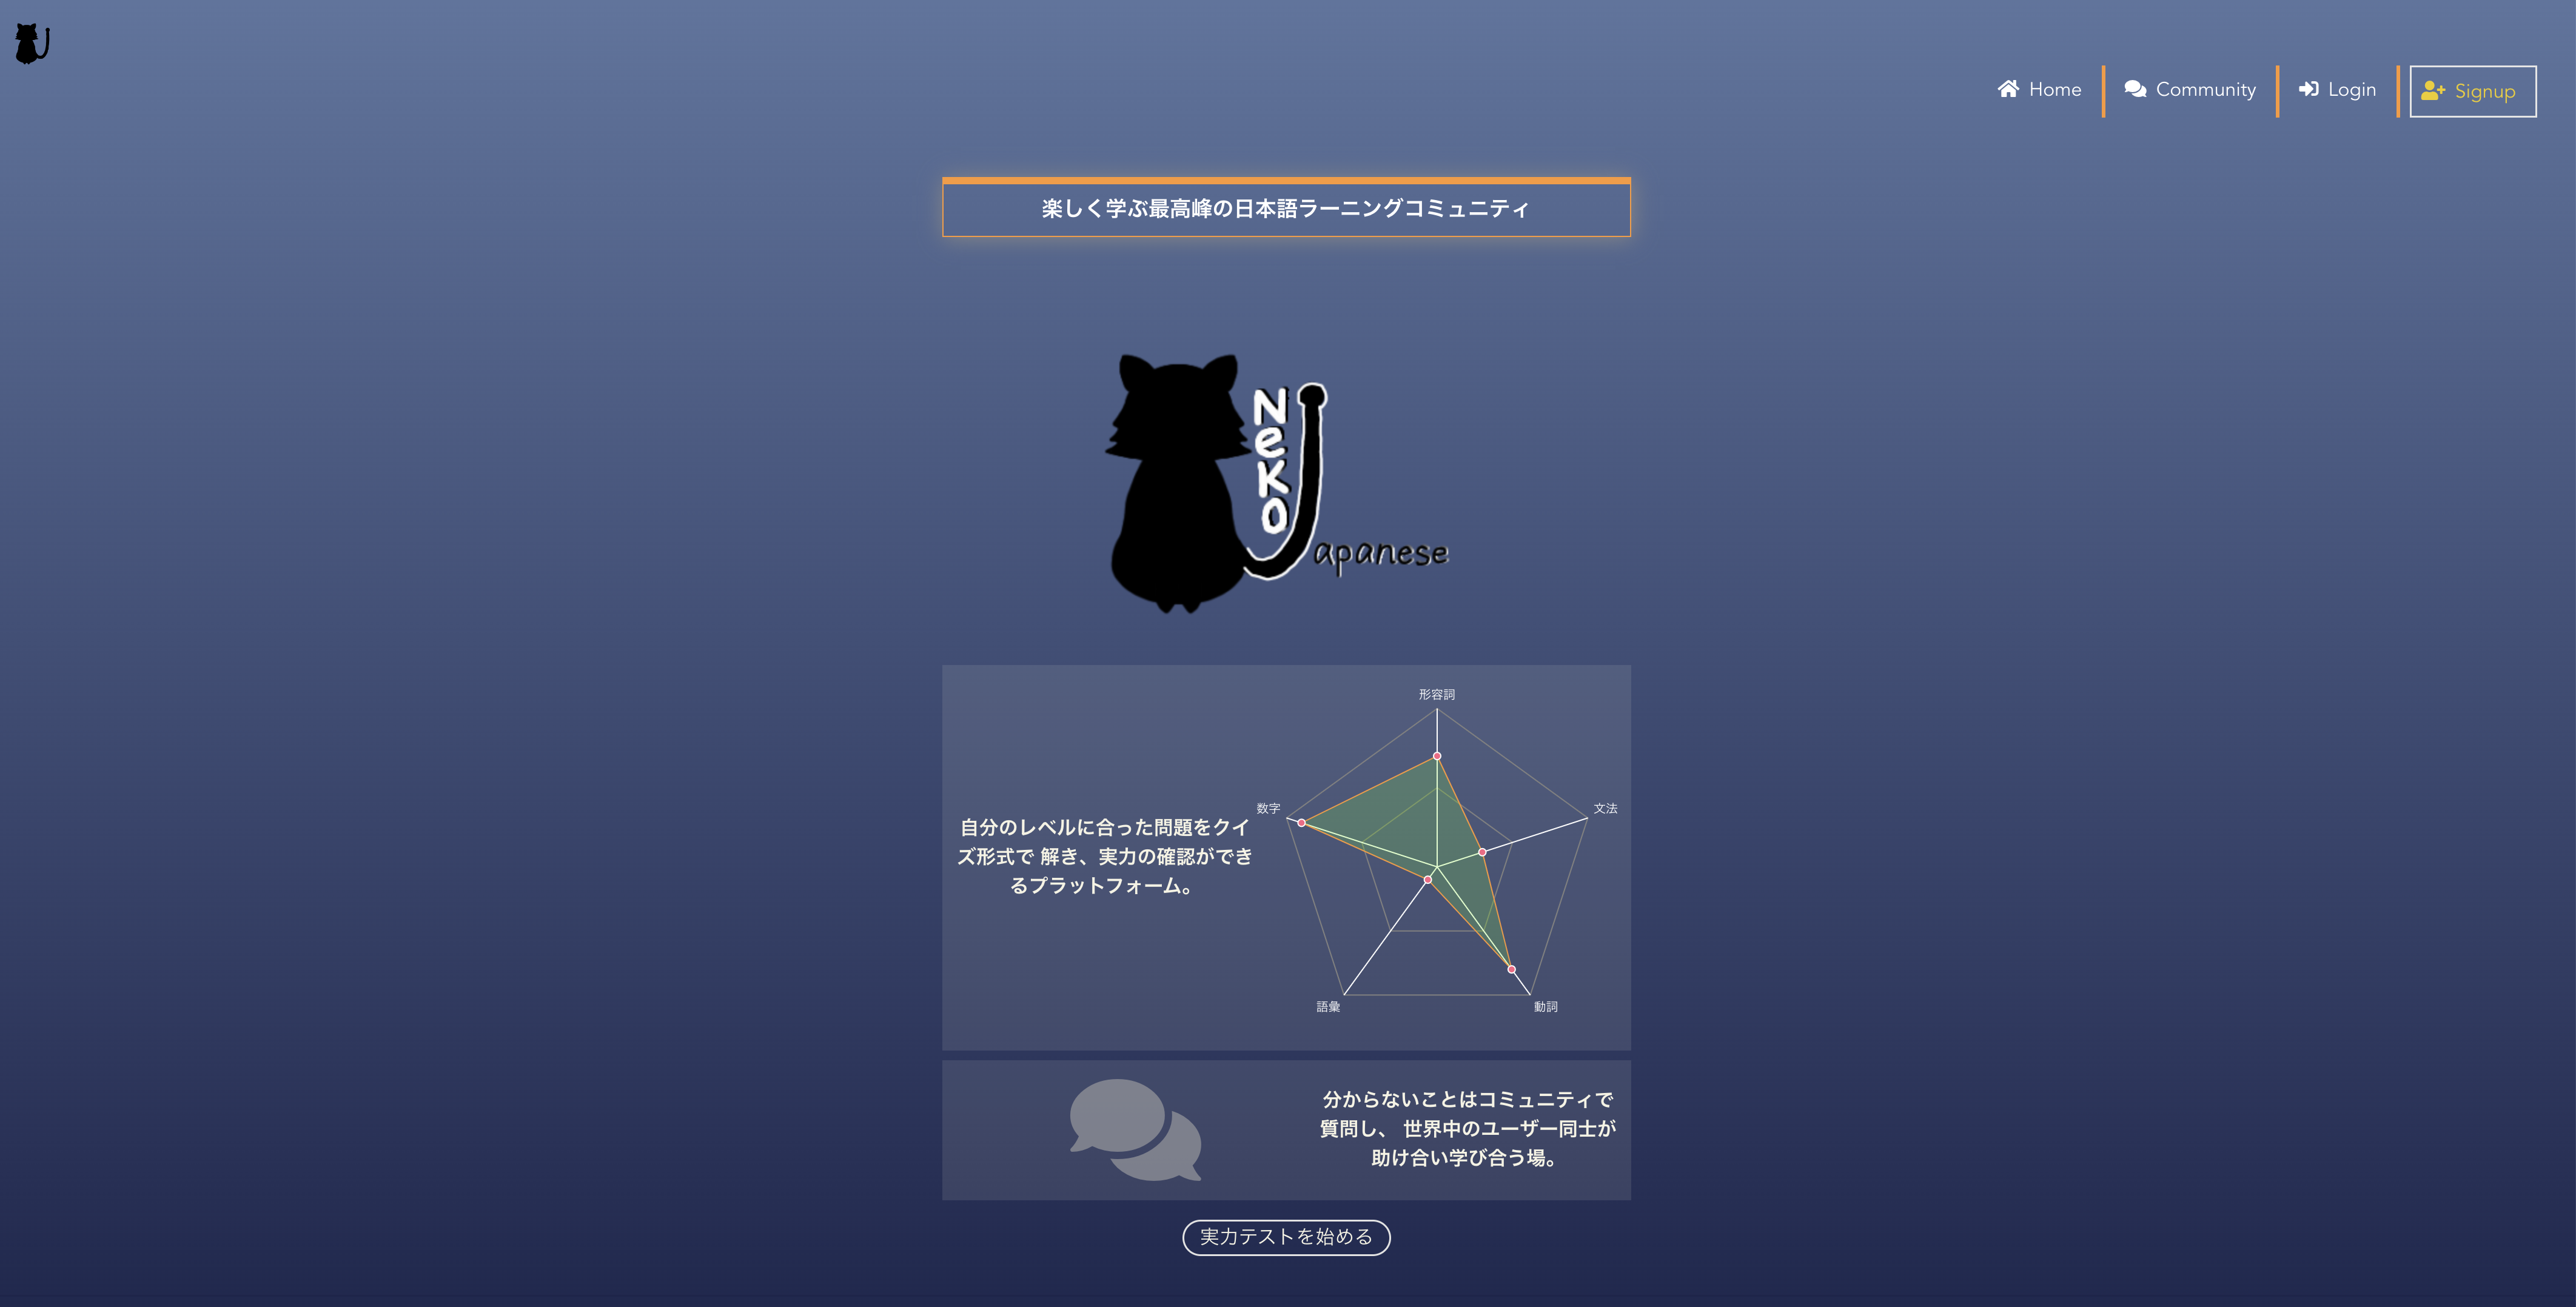 Home
Community
Login
Signup
楽しく学ぶ最高峰の日本語ラーニングコミュニティ
Neko
Japanese
形容詞
数字
文法
自分のレベルに合った問題をクイ
ズ形式で 解き、実力の確認ができ
るプラットフォーム。
語彙
動詞
分からないことはコミュニティで
質問し、 世界中のユーザー同士が
助け合い学び合う場。
実力テストを始める